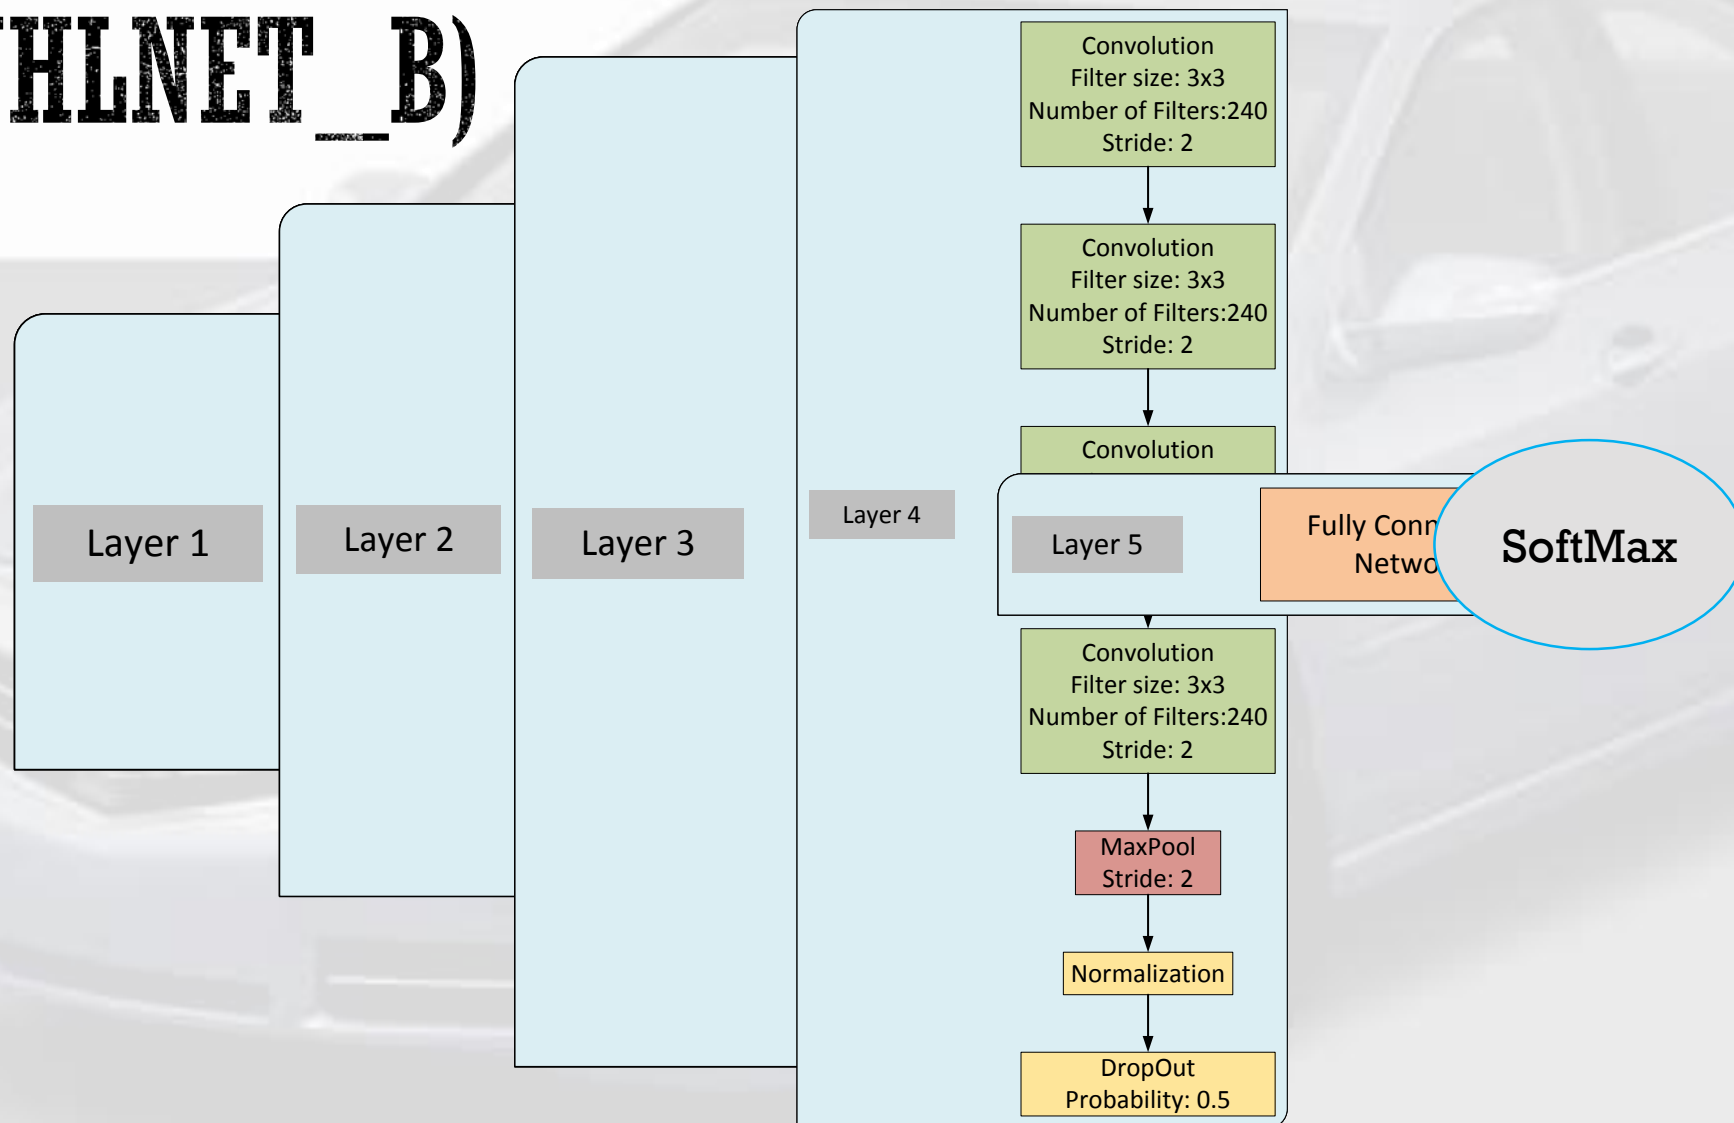 HLNET_B)
Convolution
Filter size: 3x3
Number of Filters:240
Stride: 2
Convolution
Filter size: 3x3
Number of Filters:240
Stride: 2
Convolution
Layer 1
Layer 2
Layer 3
Layer 4
Layer 5
Fully Conn
Netwo
SoftMax
Convolution
Filter size: 3x3
Number of Filters:240
Stride: 2
MaxPool
Stride: 2
Normalization
DropOut
Probability: 0.5